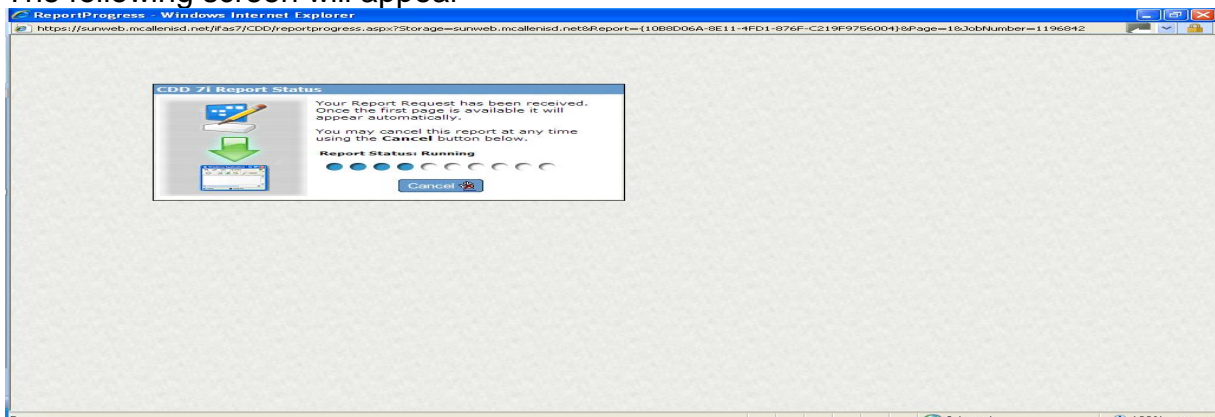 The following screen will appear
ReportProgress - Windows Internet Explorer
https://sunweb.mcallenisd.net/ifas7/CDD/reportprogress.aspx?Storage=sunweb.mcallenisd.net&Report={10B8D06A-8E11-4FD1-876F-C219F9756004}&Page=1&JobNumber=1196842
CDD 7i Report Status
Your Report Request has been received.
Once the first page is available it will
appear automatically.
You may cancel this report at any time
using the Cancel button below.
Report Status: Running
Cancel